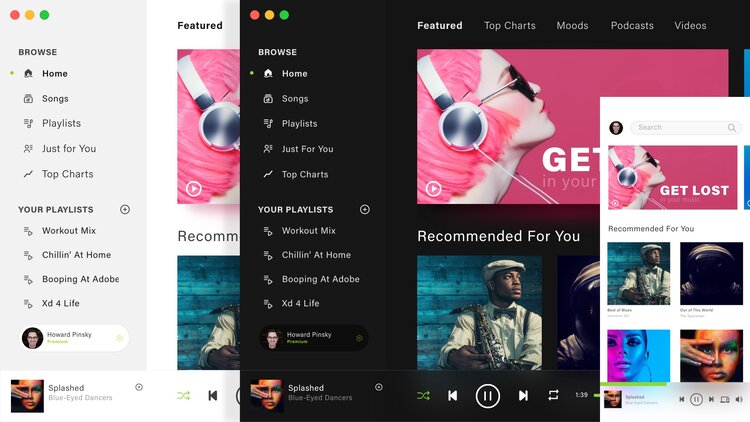 BROWSE
Home
Songs
Playlists
Just for You
Top Charts
YOUR PLAYLISTS
Workout Mix
Chillin' At Home
Booping At Adobe
Xd 4 Life
Howard Pinsky
Premium
Splashed
Blue-Eyed Dancers
Featured
Recomm
BROWSE
Home
Songs
Playlists
Just For You
Top Charts
YOUR PLAYLISTS
Workout Mix
Chillin' At Home
Booping At Adobe
Xd 4 Life
Howard Pinsky
Premium
Splashed
Blue-Eyed Dancers
Featured Top Charts Moods Podcasts Videos
GET
in your
Recommended For You
1:39
Search
GET LOST
in your music.
Recommended For You
Best of Blues
Out of This World
The Spaceman
Splashed
Blue-Eyed Dancers